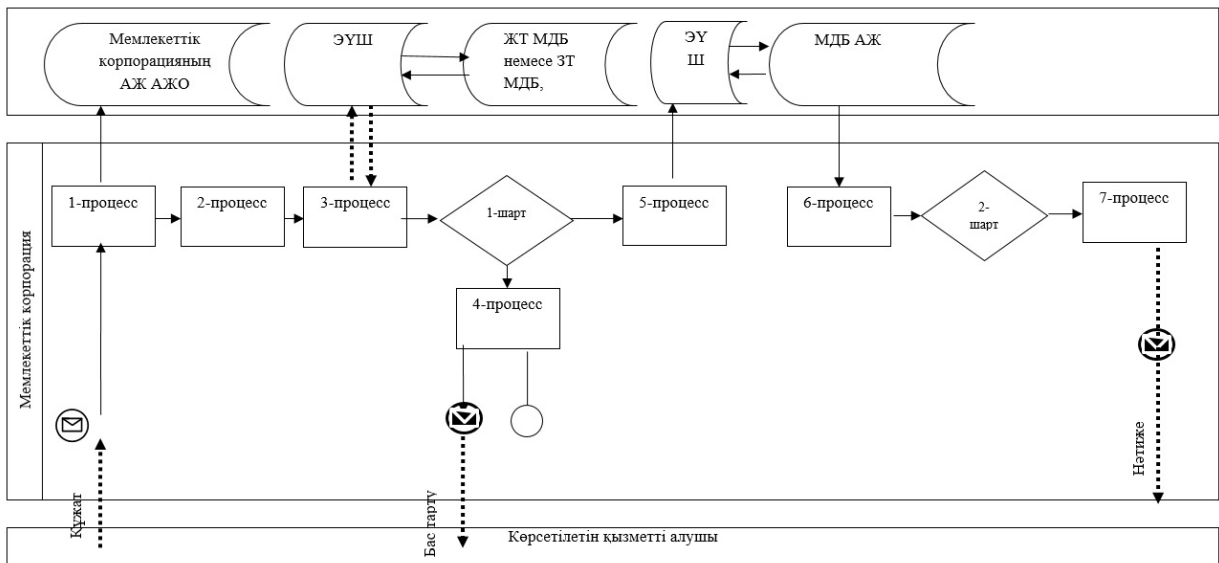 Мемлекеттік
корпорацияның
АЖ АЖО
ЭҮШ
ЖТ МДБ
немесе ЗТ
МДБ,
ЭҮ
Ш
МДБ АЖ
Мемлекеттік корпорация
1-процесс
2-процесс
3-процесс
1-шарт
5-процесс
6-процесс
2-
шарт
7-процесс
4-процесс
Құжат
Бас тарту
Нәтиже
Көрсетілетін қызметті алушы